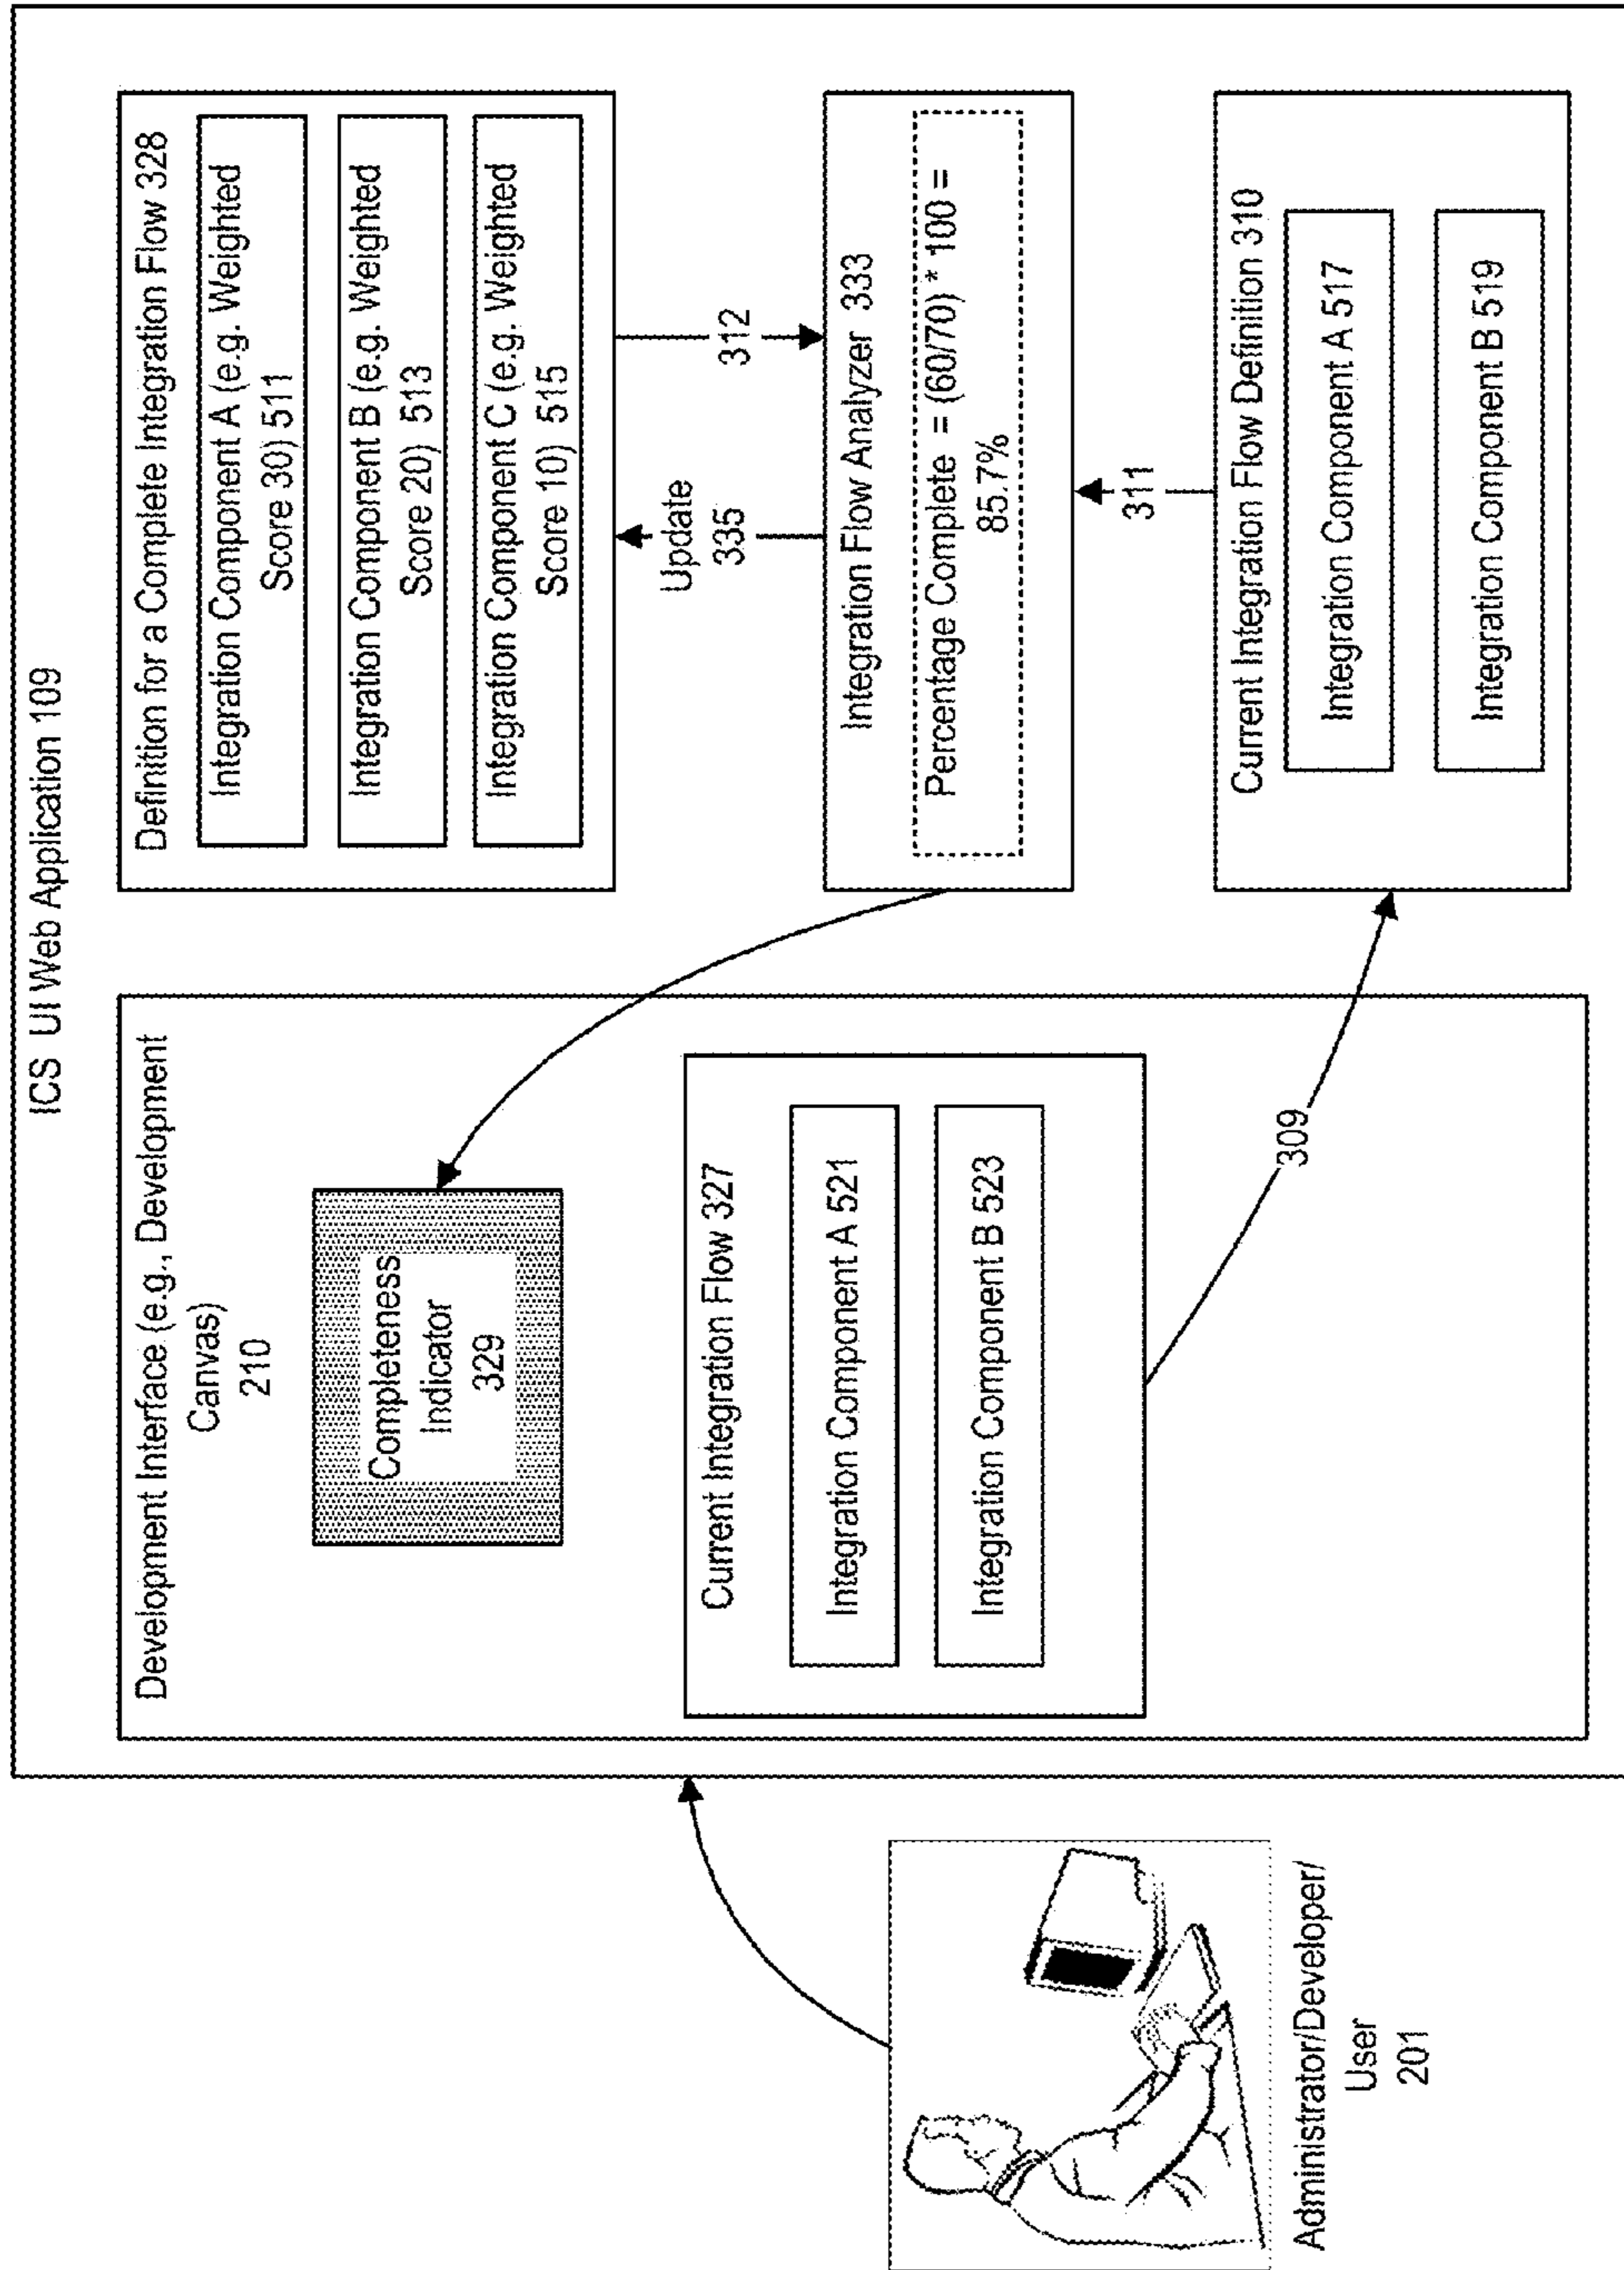 ICS UI Web Application 109
Development Interface (e.g., Development
Canvas)
210
Completeness
Indicator
329
Current Integration Flow 327
Integration Component A 521
Integration Component B 523
309
Definition for a Complete Integration Flow 328
Integration Component A (e.g. Weighted
Score 30) 511
Integration Component B (e.g. Weighted
Score 20) 513
Integration Component C (e.g. Weighted
Score 10) 515
Update
335
312
Integration Flow Analyzer 333
Percentage Complete = (60/70) * 100 =
85.7%
311
Current Integration Flow Definition 310
Integration Component A 517
Integration Component B 519
Administrator/Developer/
User
201